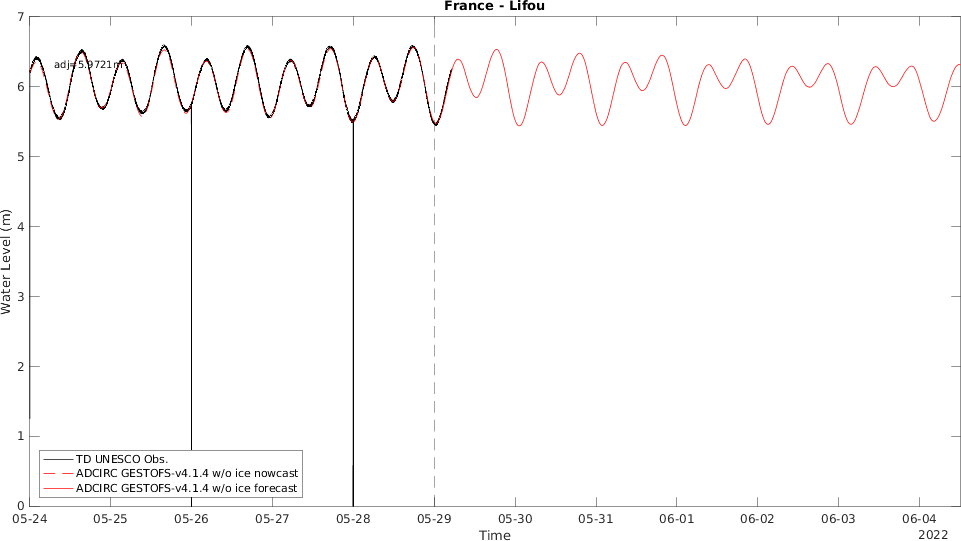 France - Lifou
7
6
5
4
3
2
1
0
Water Level (m)
adj=5.9721m
TD UNESCO Obs.
ADCIRC GESTOFS-v4.1.4 w/o ice nowcast
ADCIRC GESTOFS-v4.1.4 w/o ice forecast
05-24 05-25 05-26 05-27 05-28 05-29 05-30 05-31 06-01 06-02 06-03 06-04
Time
2022